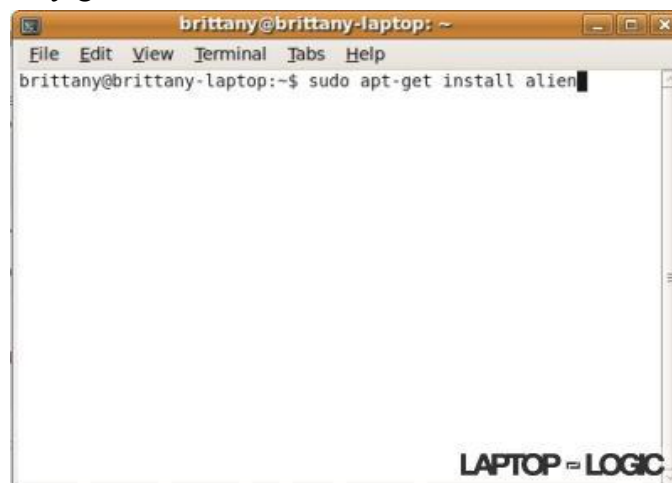 brittany@brittany-laptop: ~
File Edit View Terminal Tabs Help
brittany@brittany-laptop:~$ sudo apt-get install alien
LAPTOP LOGIC